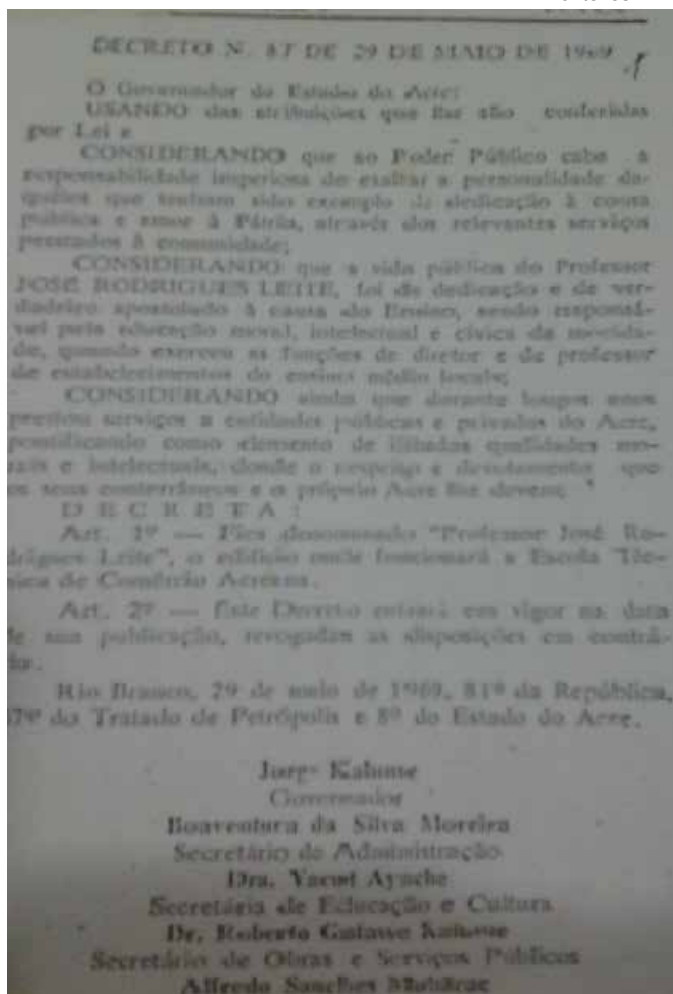 DECRETO N. 87 DE 29 DE MAIO DE 1969
O Governador do Estado do Acre:
USANDO das atribuições que lhe são conferidas
por Lei e
CONSIDERANDO que ao Poder Público cabe a
responsabilidade imperiosa de exaltar a personalidade da-
queles que tenham sido exemplo de dedicação à causa
pública e amor à Pátria, através dos relevantes serviços
prestados à comunidade;
CONSIDERANDO que a vida pública do Professor
JOSÉ RODRIGUES LEITE, foi de dedicação e de ver-
dadeiro apostolado à causa do Ensino, sendo responsá-
vel pela educação moral, intelectual e cívica da mocida-
de, quando exerceu as funções de diretor e de professor
de estabelecimentos do ensino médio locais;
CONSIDERANDO ainda que durante longos anos
prestou serviços a entidades públicas e privadas do Acre,
pontificando como elemento de ilibadas qualidades mo-
rais e intelectuais, donde o respeito e devotamento que
os seus conterrâneos e o próprio Acre lhe devem;
D E C R E T A :
Art. 1º — Fica denominado "Professor José Ro-
drigues Leite", o edifício onde funcionará a Escola Téc-
nica de Comércio Acreana.
Art. 2º — Este Decreto entrará em vigor na data
de sua publicação, revogadas as disposições em contrá-
rio.
Rio Branco, 29 de maio de 1969, 81º da República,
67º do Tratado de Petrópolis e 8º do Estado do Acre.
Jorge Kalume
Governador
Boaventura da Silva Moreira
Secretário de Administração
Dra. Ayache
Secretária de Educação e Cultura
Dr. Roberto Kalume
Secretário de Obras e Serviços Públicos
Alfredo Sanches Mubárac